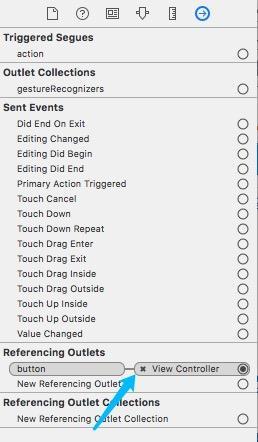 Triggered Segues
action
Outlet Collections
gestureRecognizers
Sent Events
Did End On Exit
Editing Changed
Editing Did Begin
Editing Did End
Primary Action Triggered
Touch Cancel
Touch Down
Touch Down Repeat
Touch Drag Enter
Touch Drag Exit
Touch Drag Inside
Touch Drag Outside
Touch Up Inside
Touch Up Outside
Value Changed
Referencing Outlets
button View Controller
New Referencing Outlet
Referencing Outlet Collections
New Referencing Outlet Collection